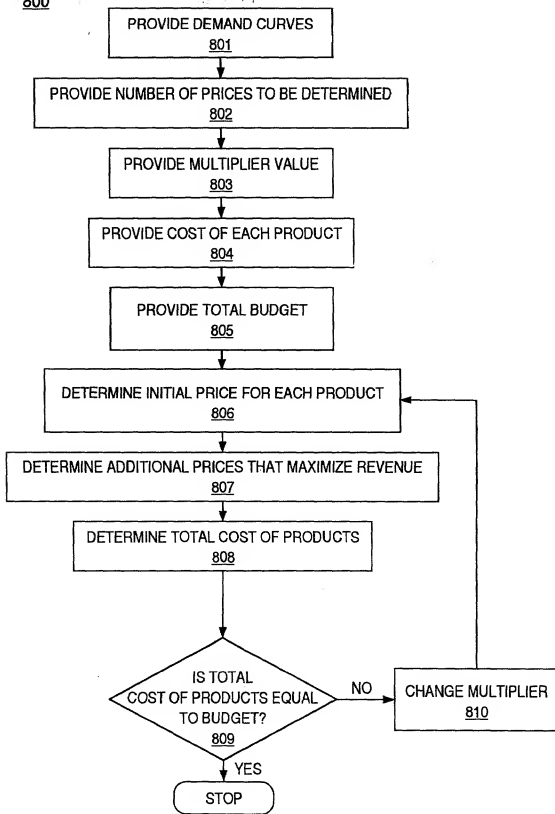 800
PROVIDE DEMAND CURVES
801
PROVIDE NUMBER OF PRICES TO BE DETERMINED
802
PROVIDE MULTIPLIER VALUE
803
PROVIDE COST OF EACH PRODUCT
804
PROVIDE TOTAL BUDGET
805
DETERMINE INITIAL PRICE FOR EACH PRODUCT
806
DETERMINE ADDITIONAL PRICES THAT MAXIMIZE REVENUE
807
DETERMINE TOTAL COST OF PRODUCTS
808
IS TOTAL
COST OF PRODUCTS EQUAL
TO BUDGET?
809
NO
CHANGE MULTIPLIER
810
YES
STOP